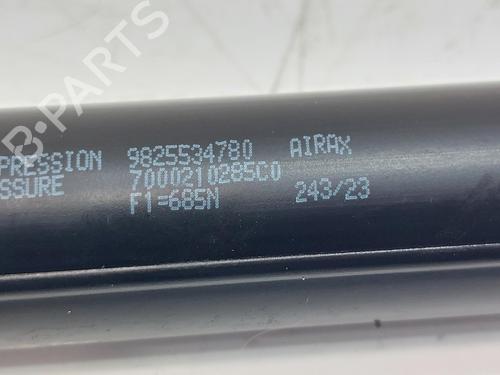 PRESSION 9825534780 AIRAX
SSURE 7000210285C0
F1=685N 243/23
B-PARTS